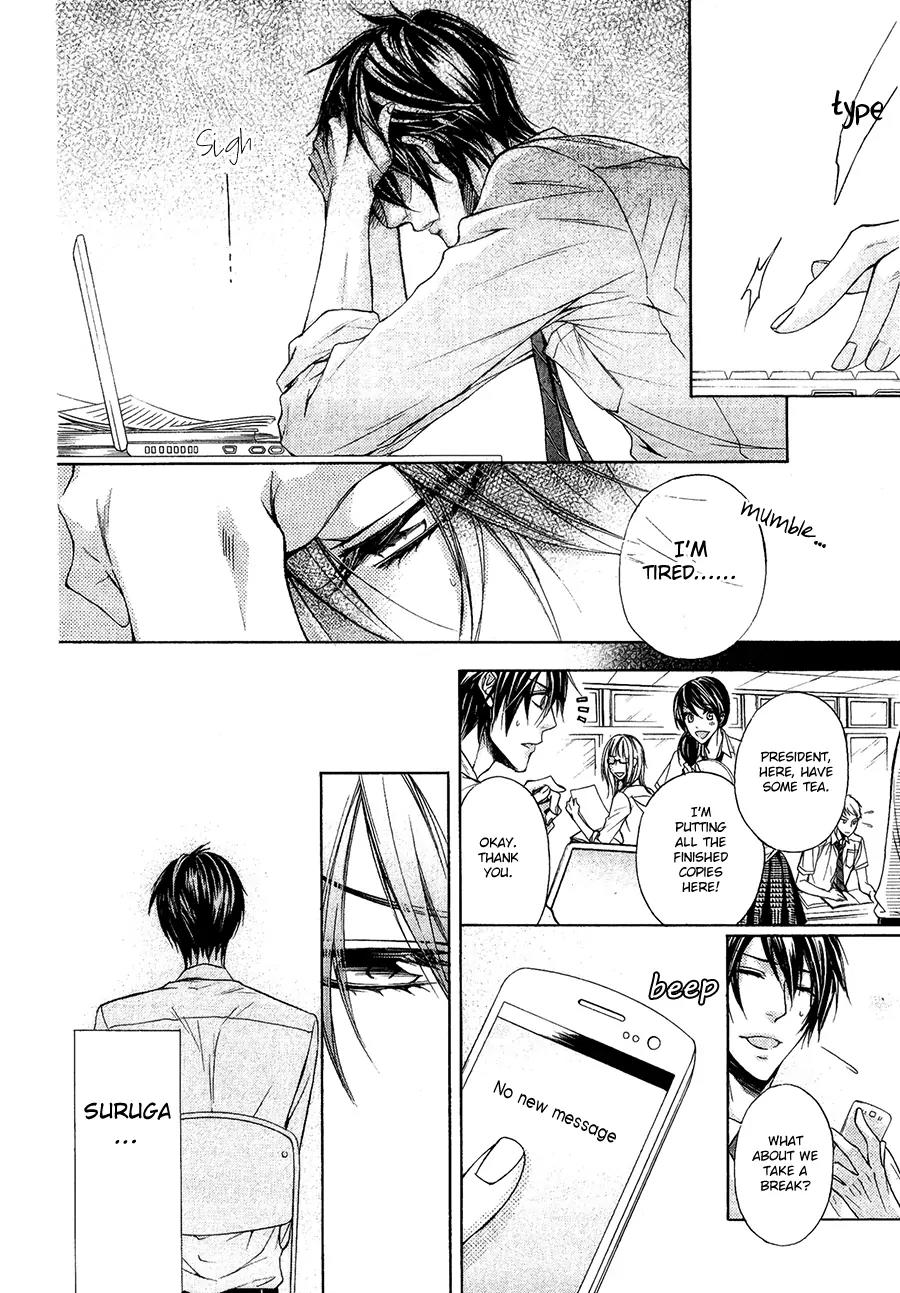 type
Sigh
...
mumble...
I'M
TIRED......
PRESIDENT,
HERE, HAVE
SOME TEA.
I'M
PUTTING
ALL THE
FINISHED
COPIES
HERE!
OKAY.
THANK
YOU.
WHAT
ABOUT WE
TAKE A
BREAK?
beep
No new message
SURUGA
...